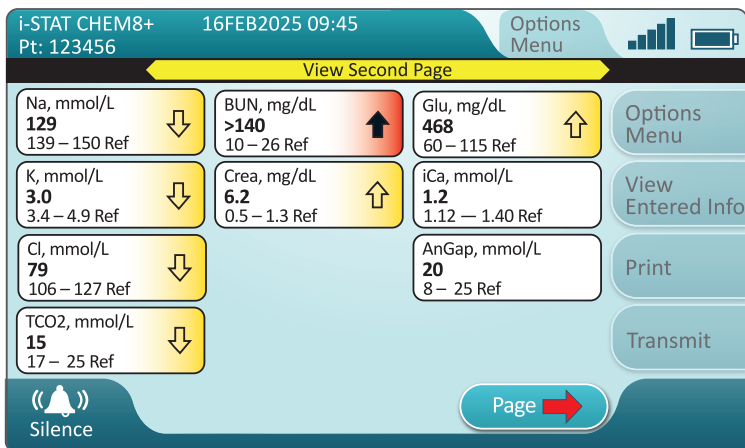 i-STAT CHEM8+ 16FEB2025 09:45
Pt: 123456
Options
Menu
View Second Page
Na, mmol/L
129
139 – 150 Ref
BUN, mg/dL
>140
10 – 26 Ref
Glu, mg/dL
468
60 – 115 Ref
K, mmol/L
3.0
3.4 – 4.9 Ref
Crea, mg/dL
6.2
0.5 – 1.3 Ref
iCa, mmol/L
1.2
1.12 — 1.40 Ref
Cl, mmol/L
79
106 – 127 Ref
AnGap, mmol/L
20
8 – 25 Ref
TCO2, mmol/L
15
17 – 25 Ref
Options
Menu
View
Entered Info
Print
Transmit
Silence
Page